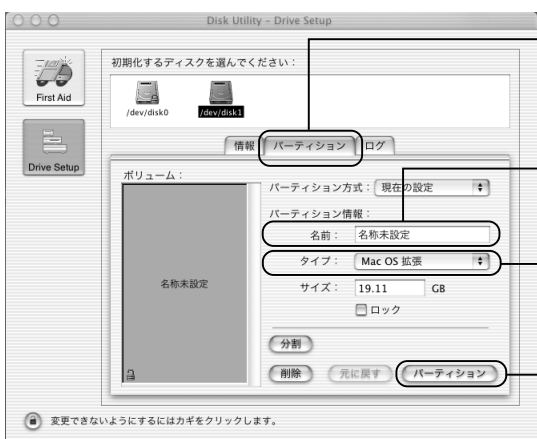 Disk Utility – Drive Setup
First Aid
Drive Setup
初期化するディスクを選んでください：
/dev/disk0
/dev/disk1
情報
パーティション
ログ
ボリューム：
名称未設定
パーティション方式：
現在の設定
パーティション情報：
名前：
名称未設定
タイプ：
Mac OS 拡張
サイズ：
19.11
GB
ロック
分割
削除
元に戻す
パーティション
変更できないようにするにはカギをクリックします。